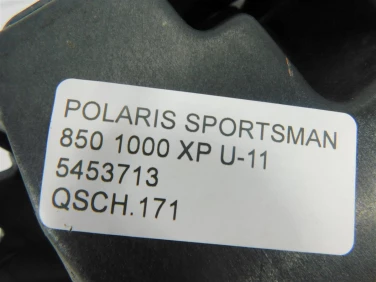 POLARIS SPORTSMAN
850 1000 XP U-11
5453713
QSCH.171